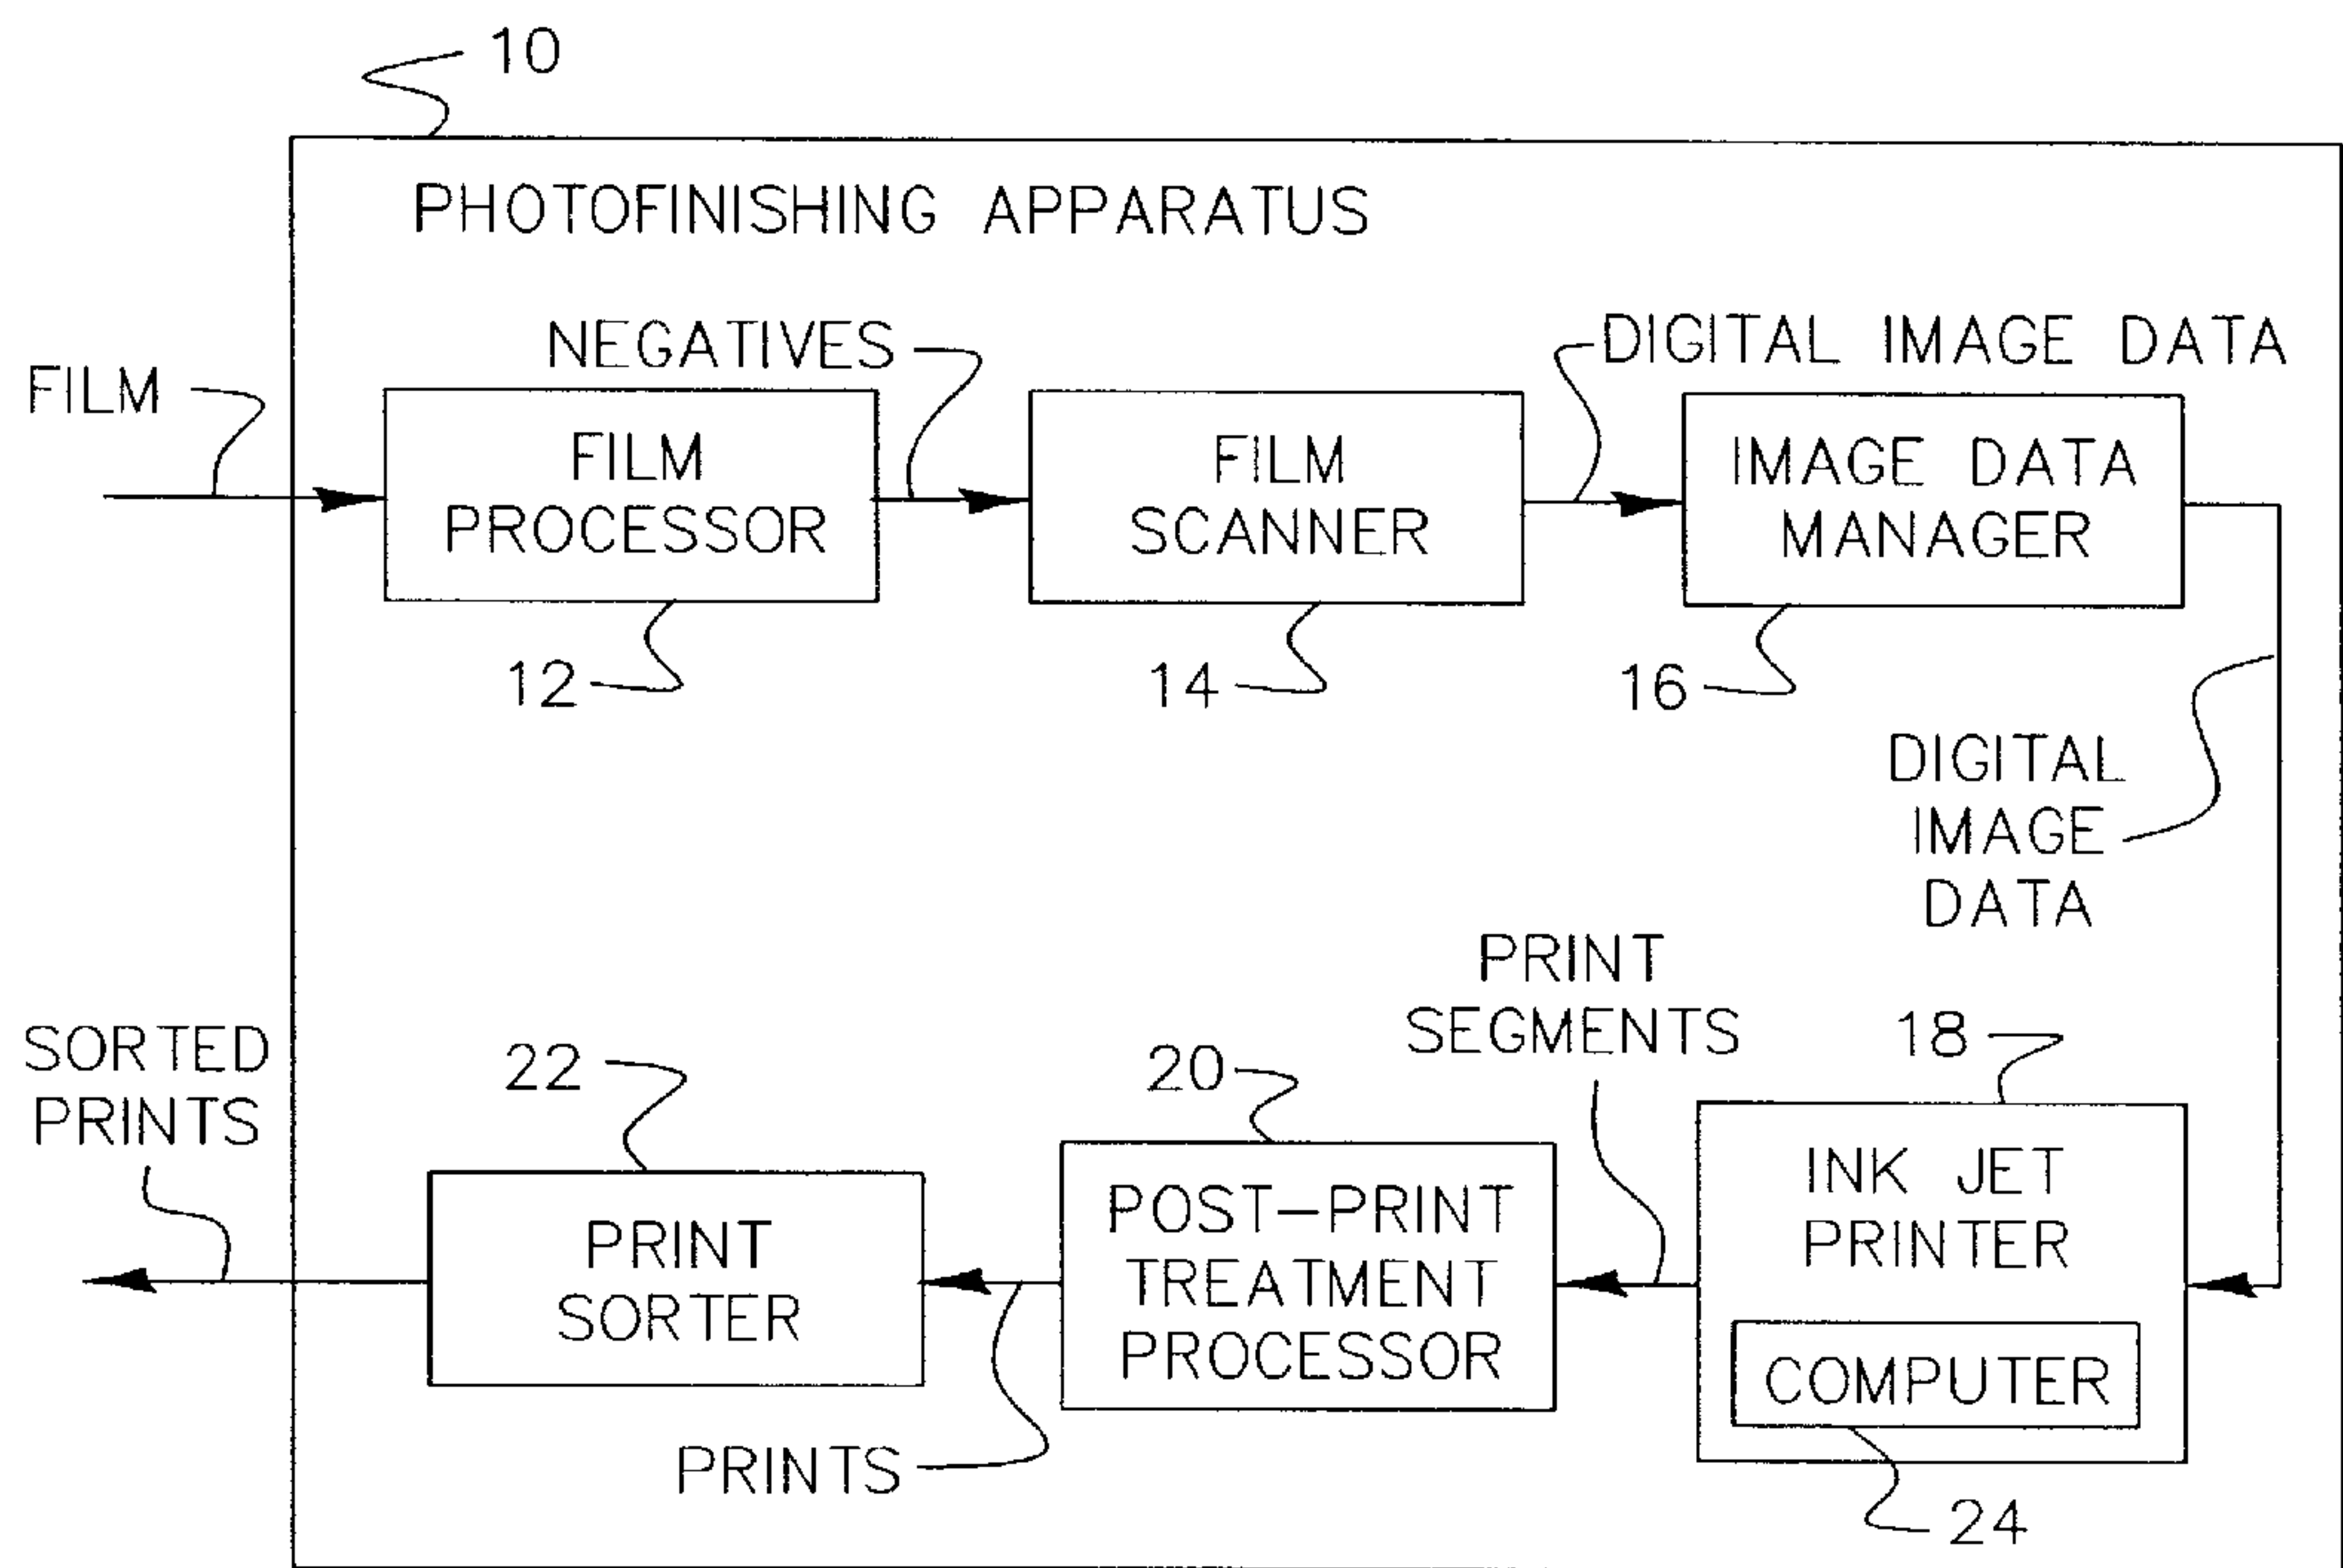 10
PHOTOFINISHING APPARATUS
NEGATIVES
DIGITAL IMAGE DATA
FILM
FILM
PROCESSOR
FILM
SCANNER
IMAGE DATA
MANAGER
12
14
16
DIGITAL
IMAGE
DATA
PRINT
SEGMENTS
18
SORTED
PRINTS
22
20
INK JET
PRINTER
POST-PRINT
TREATMENT
PROCESSOR
PRINT
SORTER
COMPUTER
PRINTS
24